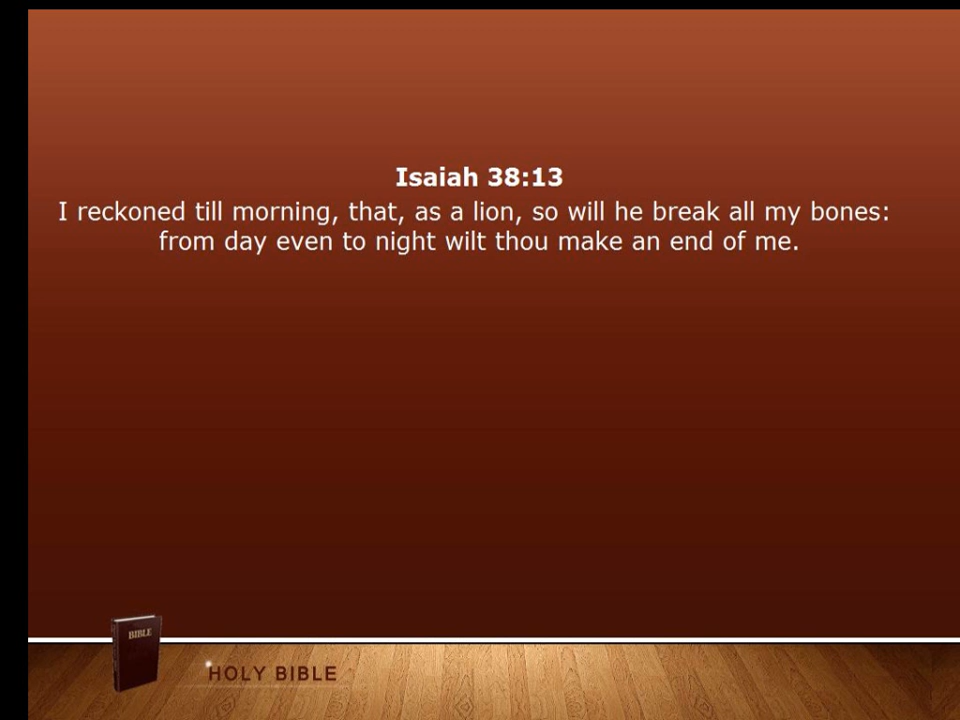 Isaiah 38:13
I reckoned till morning, that, as a lion, so will he break all my bones:
from day even to night wilt thou make an end of me.
BIBLE
HOLY BIBLE